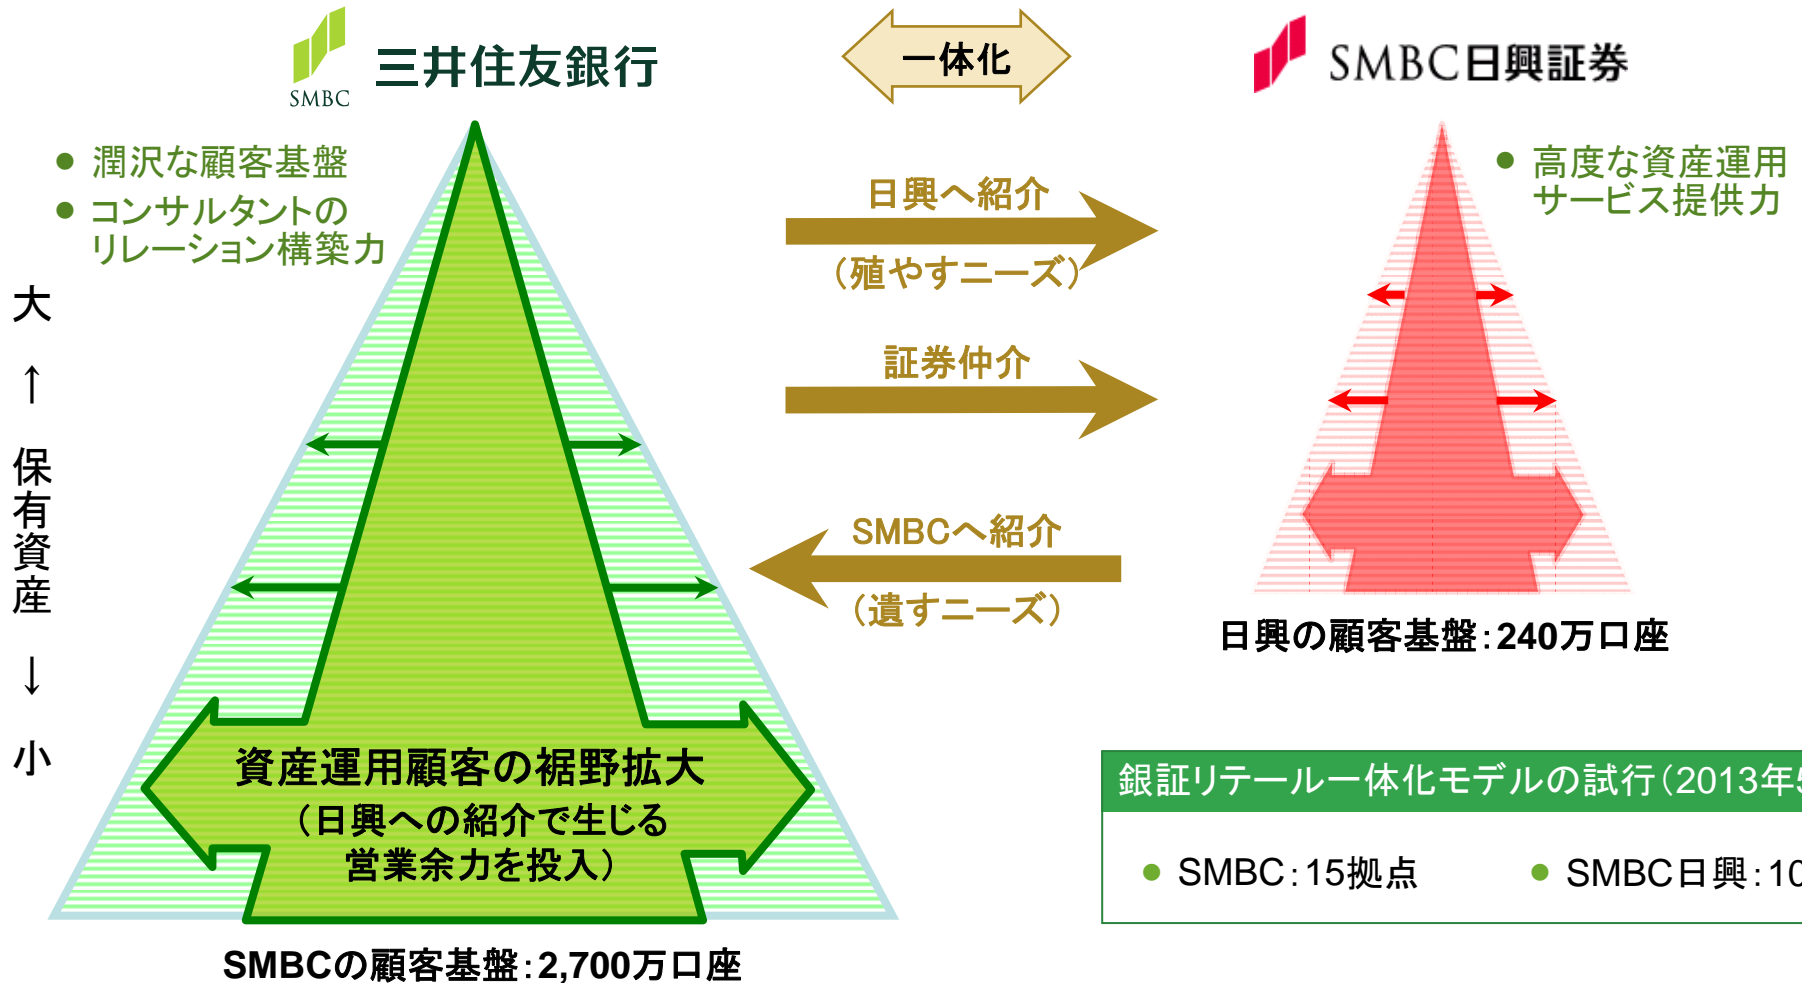 SMBC
三井住友銀行
一体化
SMBC日興証券
● 潤沢な顧客基盤
● コンサルタントの
リレーション構築力
日興へ紹介
（殖やすニーズ）
証券仲介
SMBCへ紹介
（遺すニーズ）
● 高度な資産運用
サービス提供力
大
↑
保有資産
↓
小
資産運用顧客の裾野拡大
（日興への紹介で生じる
営業余力を投入）
SMBCの顧客基盤：2,700万口座
日興の顧客基盤：240万口座
銀証リテール一体化モデルの試行（2013年
● SMBC：15拠点
● SMBC日興：10